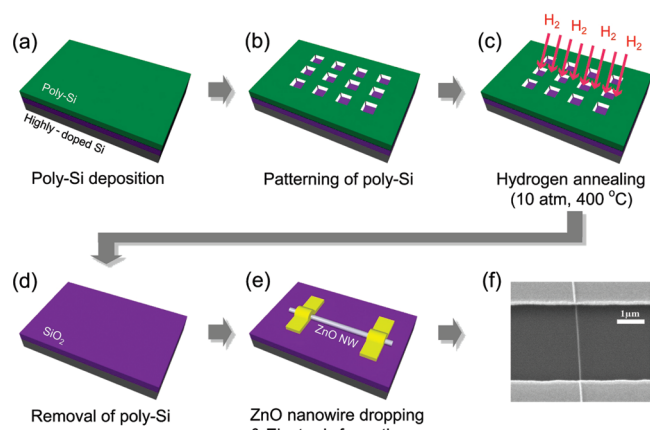 (a)
Poly-Si
Highly-doped Si
Poly-Si deposition
(b)
Patterning of poly-Si
(c)
H2 H2 H2 H2
Hydrogen annealing
(10 atm, 400 °C)
(d)
SiO2
Removal of poly-Si
(e)
ZnO NW
ZnO nanowire dropping
(f)
1μm